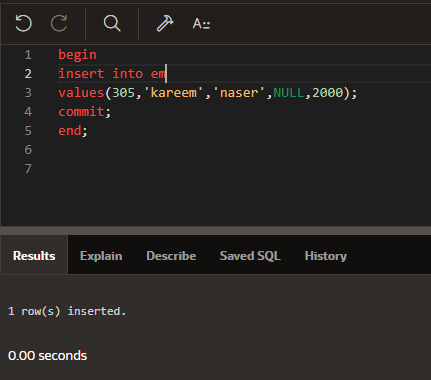 A::
1 begin
2 insert into em
3 values(305,'kareem','naser',NULL,2000);
4 commit;
5 end;
6
7
Results Explain Describe Saved SQL History
1 row(s) inserted.
0.00 seconds